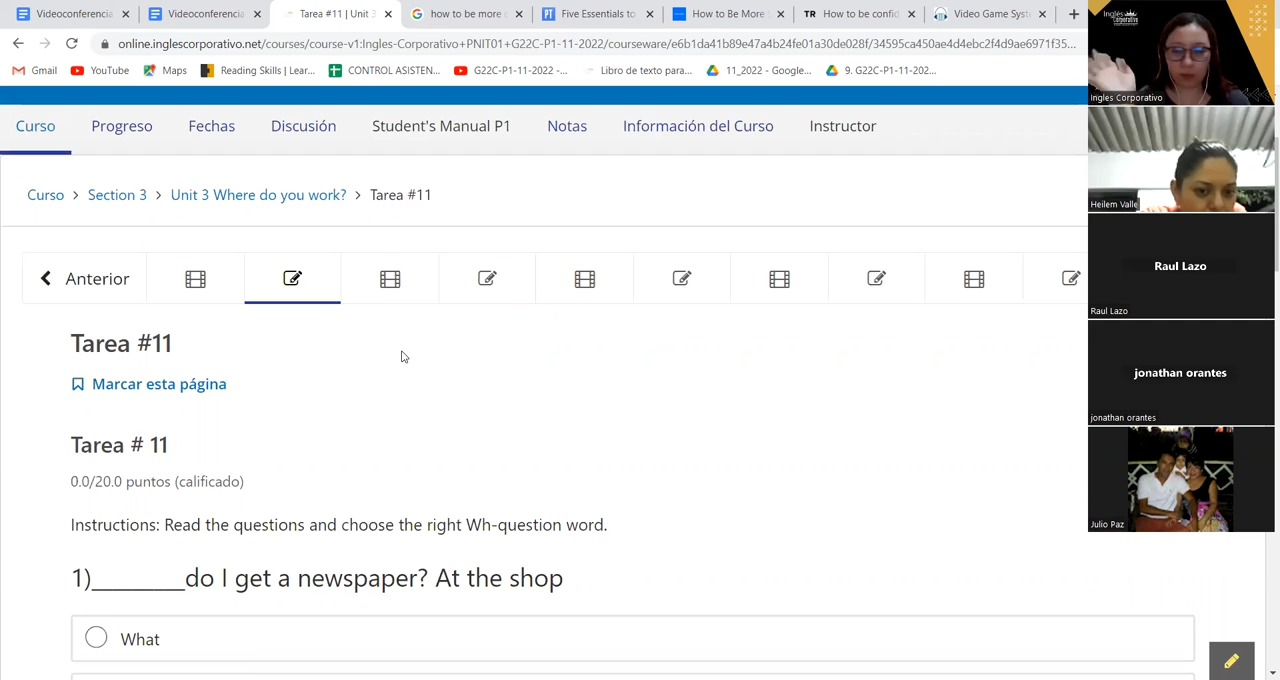 Videoconferencia
Videoconferencia
Tarea #11 | Unit 3
how to be more
Five Essentials to
How to Be More
TR How to be confid
Video Game Syst
online.inglescorporativo.net/courses/course-v1:Ingles-Corporativo+PNIT01+G22C-P1-11-2022/courseware/e6b1da41b89e47a4b24fe01a30de028f/34595ca450ae4d4ebc2f4d9ae6971f35...
Gmail
YouTube
Maps
Reading Skills | Lear...
CONTROL ASISTEN...
G22C-P1-11-2022 -...
Libro de texto para...
11_2022 - Google...
9. G22C-P1-11-202...
Curso
Progreso
Fechas
Discusión
Student's Manual P1
Notas
Información del Curso
Instructor
Curso > Section 3 > Unit 3 Where do you work? > Tarea #11
Anterior
Tarea #11
Marcar esta página
Tarea # 11
0.0/20.0 puntos (calificado)
Instructions: Read the questions and choose the right Wh-question word.
1)________do I get a newspaper? At the shop
What
Inglés
Corporativo
Ingles Corporativo
Heilem Valle
Raul Lazo
Raul Lazo
jonathan orantes
jonathan orantes
Julio Paz